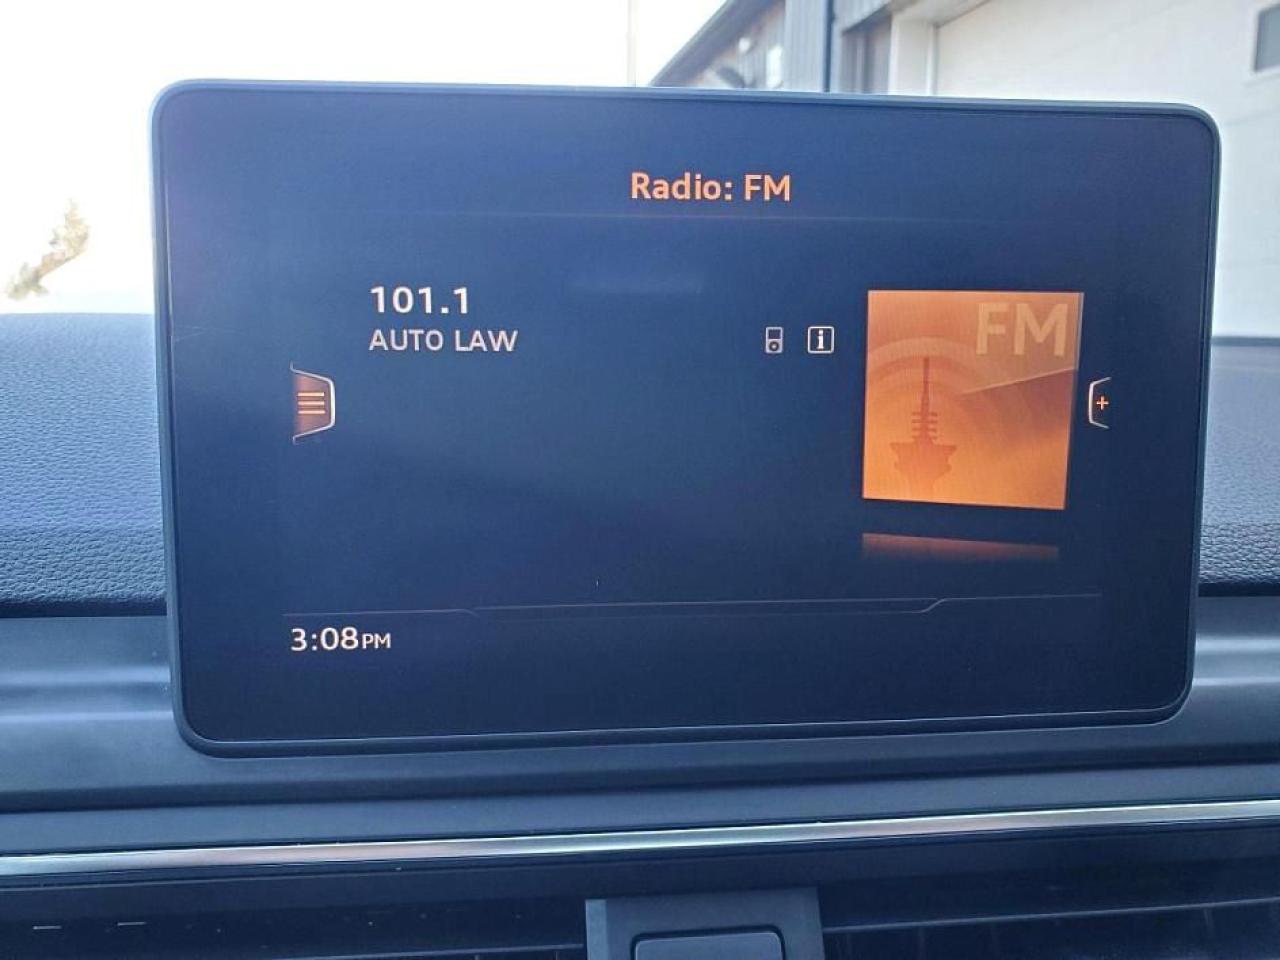 Radio: FM
101.1
AUTO LAW
FM
3:08PM